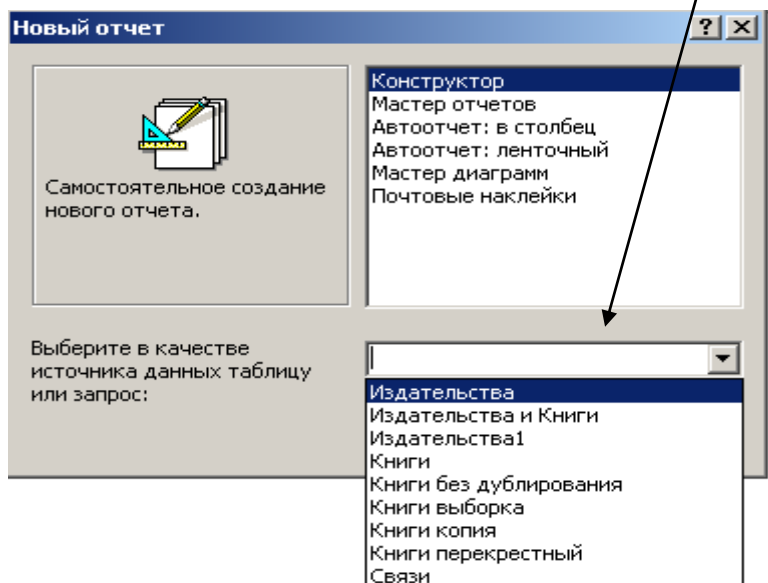 Новый отчет
Конструктор
Мастер отчетов
Автоотчет: в столбец
Автоотчет: ленточный
Мастер диаграмм
Почтовые наклейки
Самостоятельное создание
нового отчета.
Выберите в качестве
источника данных таблицу
или запрос:
Издательства
Издательства и Книги
Издательства1
Книги
Книги без дублирования
Книги выборка
Книги копия
Книги перекрестный
Связи